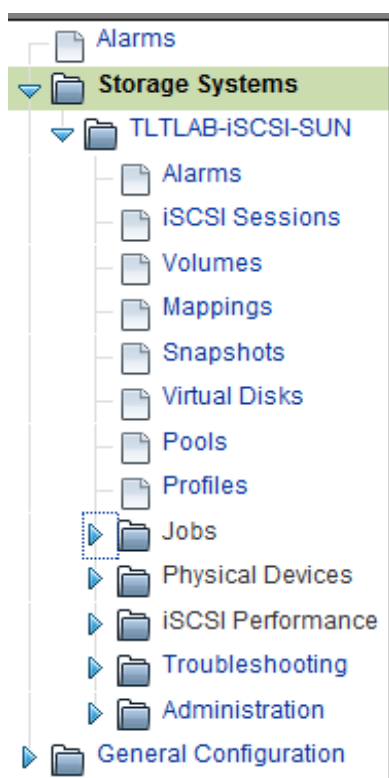 Alarms
Storage Systems
TLTLAB-iSCSI-SUN
Alarms
iSCSI Sessions
Volumes
Mappings
Snapshots
Virtual Disks
Pools
Profiles
Jobs
Physical Devices
iSCSI Performance
Troubleshooting
Administration
General Configuration